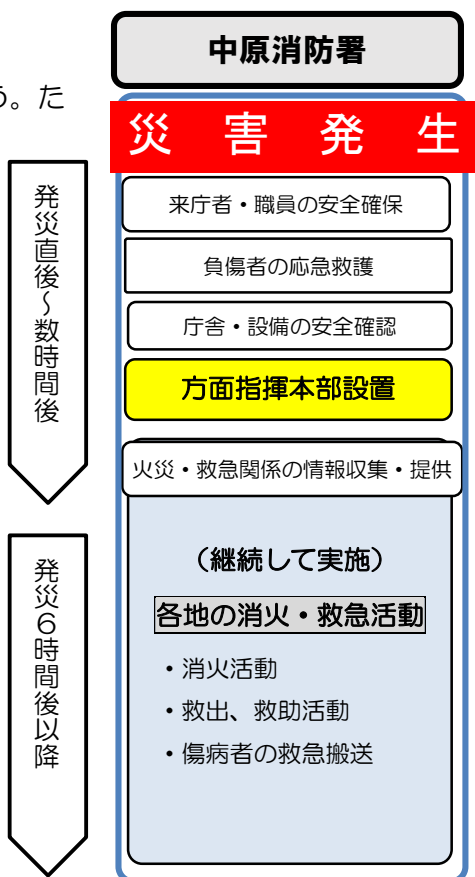 中原消防署
う。た
災害発生
発災直後～数時間後
来庁者・職員の安全確保
負傷者の応急救護
庁舎・設備の安全確認
方面指揮本部設置
火災・救急関係の情報収集・提供
発災6時間後以降
（継続して実施）
各地の消火・救急活動
・消火活動
・救出、救助活動
・傷病者の救急搬送